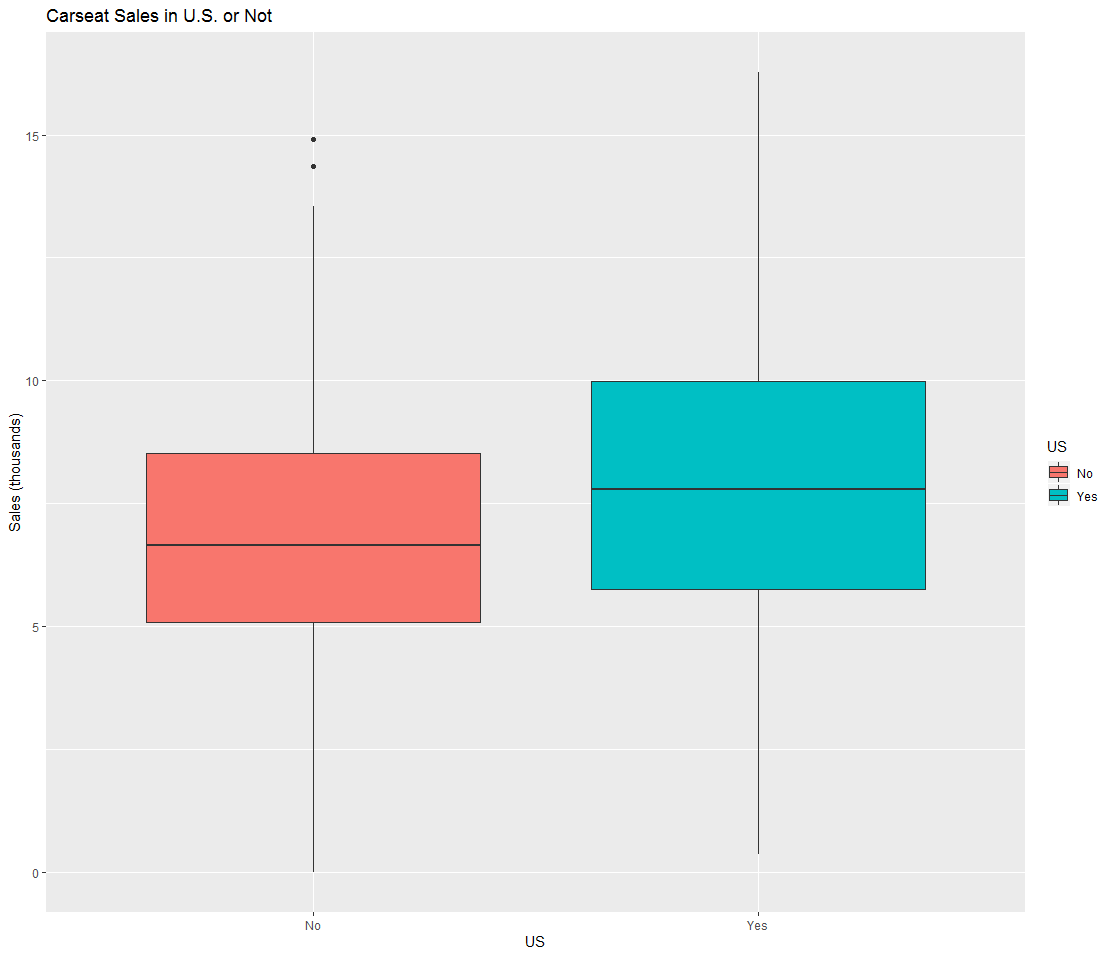 Carseat Sales in U.S. or Not
15
10
5
0
Sales (thousands)
No
Yes
US
US
No
Yes